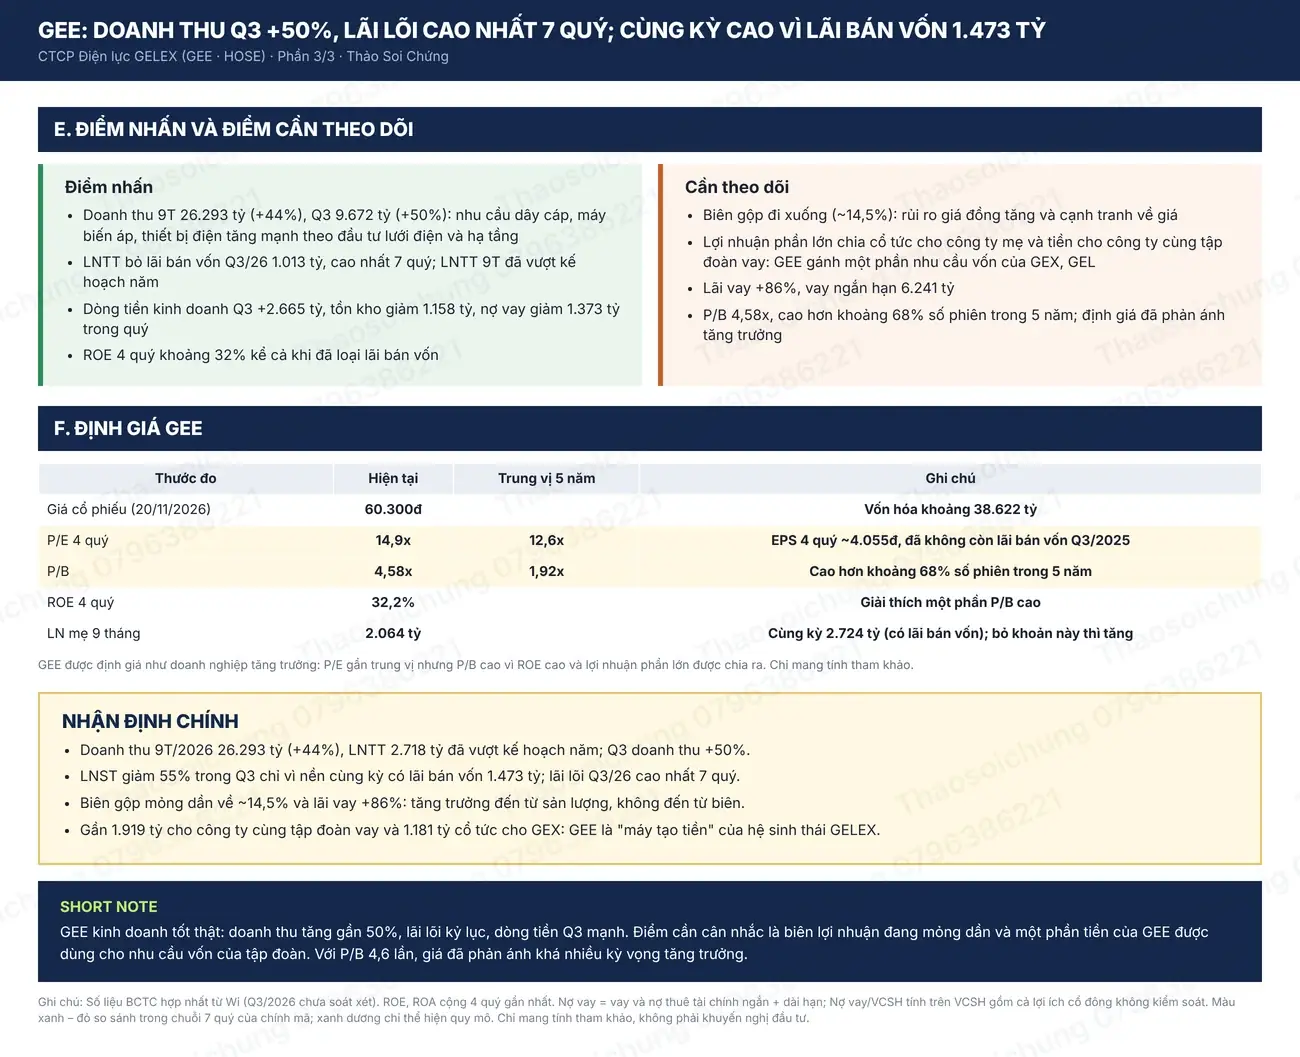 GEE: DOANH THU Q3 +50%, LÃI LÕI CAO NHẤT 7 QUÝ; CÙNG KỲ CAO VÌ LÃI BÁN VỐN 1.473 TỶ
CTCP Điện lực GELEX (GEE · HOSE) · Phần 3/3 · Thảo Soi Chứng
E. ĐIỂM NHẤN VÀ ĐIỂM CẦN THEO DÕI
Điểm nhấn
• Doanh thu 9T 26.293 tỷ (+44%), Q3 9.672 tỷ (+50%): nhu cầu dây cáp, máy
biến áp, thiết bị điện tăng mạnh theo đầu tư lưới điện và hạ tầng
• LNTT bỏ lãi bán vốn Q3/26 1.013 tỷ, cao nhất 7 quý; LNTT 9T đã vượt kế
hoạch năm
• Dòng tiền kinh doanh Q3 +2.665 tỷ, tồn kho giảm 1.158 tỷ, nợ vay giảm 1.373 tỷ
trong quý
• ROE 4 quý khoảng 32% kể cả khi đã loại lãi bán vốn
Cần theo dõi
• Biên gộp đi xuống (~14,5%): rủi ro giá đồng tăng và cạnh tranh về giá
• Lợi nhuận phần lớn chia cổ tức cho công ty mẹ và tiền cho công ty cùng tập
đoàn vay: GEE gánh một phần nhu cầu vốn của GEX, GEL
• Lãi vay +86%, vay ngắn hạn 6.241 tỷ
• P/B 4,58x, cao hơn khoảng 68% số phiên trong 5 năm; định giá đã phản ánh
tăng trưởng
F. ĐỊNH GIÁ GEE
Thước đo Hiện tại Trung vị 5 năm Ghi chú
Giá cổ phiếu (20/11/2026) 60.300đ Vốn hóa khoảng 38.622 tỷ
P/E 4 quý 14,9x 12,6x EPS 4 quý ~4.055đ, đã không còn lãi bán vốn Q3/2025
P/B 4,58x 1,92x Cao hơn khoảng 68% số phiên trong 5 năm
ROE 4 quý 32,2% Giải thích một phần P/B cao
LN mẹ 9 tháng 2.064 tỷ Cùng kỳ 2.724 tỷ (có lãi bán vốn); bỏ khoản này thì tăng
GEE được định giá như doanh nghiệp tăng trưởng: P/E gần trung vị nhưng P/B cao vì ROE cao và lợi nhuận phần lớn được chia ra. Chỉ mang tính tham khảo.
NHẬN ĐỊNH CHÍNH
• Doanh thu 9T/2026 26.293 tỷ (+44%), LNTT 2.718 tỷ đã vượt kế hoạch năm; Q3 doanh thu +50%.
• LNST giảm 55% trong Q3 chỉ vì nền cùng kỳ có lãi bán vốn 1.473 tỷ; lãi lõi Q3/26 cao nhất 7 quý.
• Biên gộp mỏng dần về ~14,5% và lãi vay +86%: tăng trưởng đến từ sản lượng, không đến từ biên.
• Gần 1.919 tỷ cho công ty cùng tập đoàn vay và 1.181 tỷ cổ tức cho GEX: GEE là "máy tạo tiền" của hệ sinh thái GELEX.
SHORT NOTE
GEE kinh doanh tốt thật: doanh thu tăng gần 50%, lãi lõi kỷ lục, dòng tiền Q3 mạnh. Điểm cần cân nhắc là biên lợi nhuận đang mỏng dần và một phần tiền của GEE được
dùng cho nhu cầu vốn của tập đoàn. Với P/B 4,6 lần, giá đã phản ánh khá nhiều kỳ vọng tăng trưởng.
Ghi chú: Số liệu BCTC hợp nhất từ Wi (Q3/2026 chưa soát xét). ROE, ROA cộng 4 quý gần nhất. Nợ vay = vay và nợ thuê tài chính ngắn + dài hạn; Nợ vay/VCSH tính trên VCSH gồm cả lợi ích cổ đông không kiểm soát. Màu
xanh – đỏ so sánh trong chuỗi 7 quý của chính mã; xanh dương chỉ thể hiện quy mô. Chỉ mang tính tham khảo, không phải khuyến nghị đầu tư.
Thaosoichung 0796386221